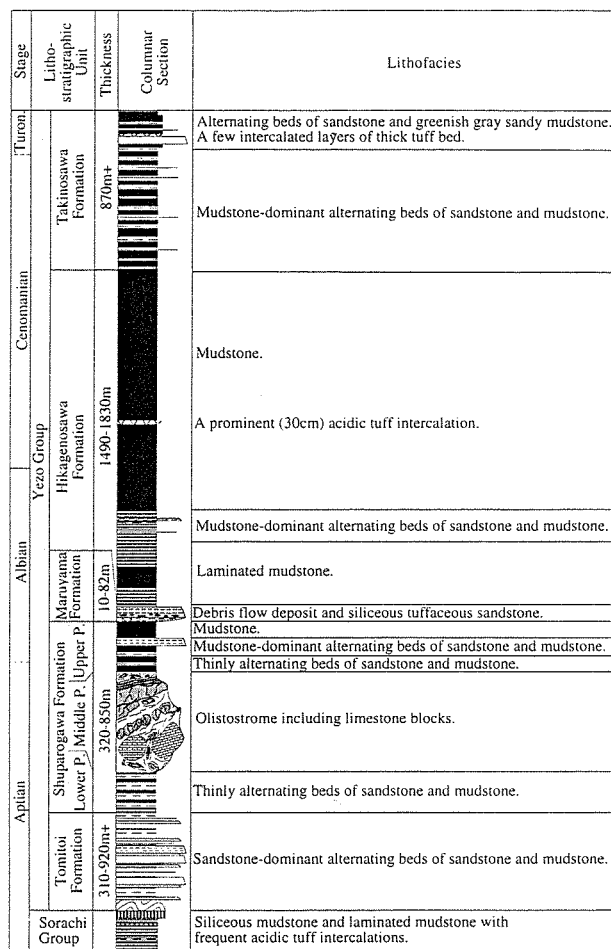 Stage
Litho-
stratigraphic
Unit
Thickness
Columnar
Section
Lithofacies
Turon.
Cenomanian
Albian
Aptian
Yezo Group
Takinosawa
Formation
870m+
Alternating beds of sandstone and greenish gray sandy mudstone.
A few intercalated layers of thick tuff bed.
Mudstone-dominant alternating beds of sandstone and mudstone.
Hikagenosawa
Formation
1490-1830m
Mudstone.
A prominent (30cm) acidic tuff intercalation.
Mudstone-dominant alternating beds of sandstone and mudstone.
Laminated mudstone.
Maruyama
Formation
10-82m
Debris flow deposit and siliceous tuffaceous sandstone.
Shuparogawa Formation
Lower P.
Middle P.
Upper P.
320-850m
Mudstone.
Mudstone-dominant alternating beds of sandstone and mudstone.
Thinly alternating beds of sandstone and mudstone.
Olistostrome including limestone blocks.
Thinly alternating beds of sandstone and mudstone.
Tomitoi
Formation
310-920m+
Sandstone-dominant alternating beds of sandstone and mudstone.
Sorachi
Group
Siliceous mudstone and laminated mudstone with
frequent acidic tuff intercalations.